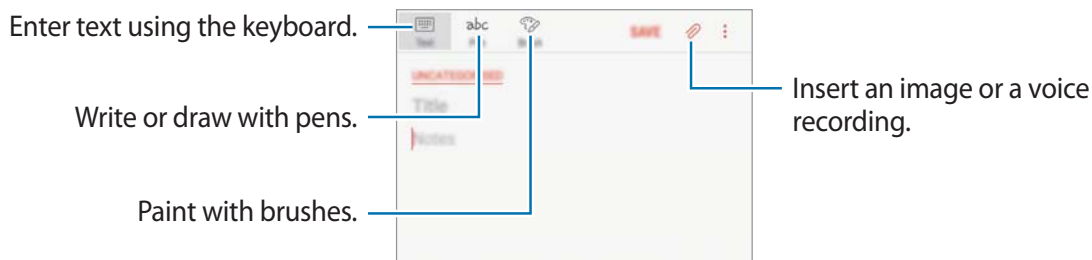 Enter text using the keyboard.
abc
SAVE
Insert an image or a voice
recording.
UNCATEGORISED
Title
Write or draw with pens.
Notes
Paint with brushes.